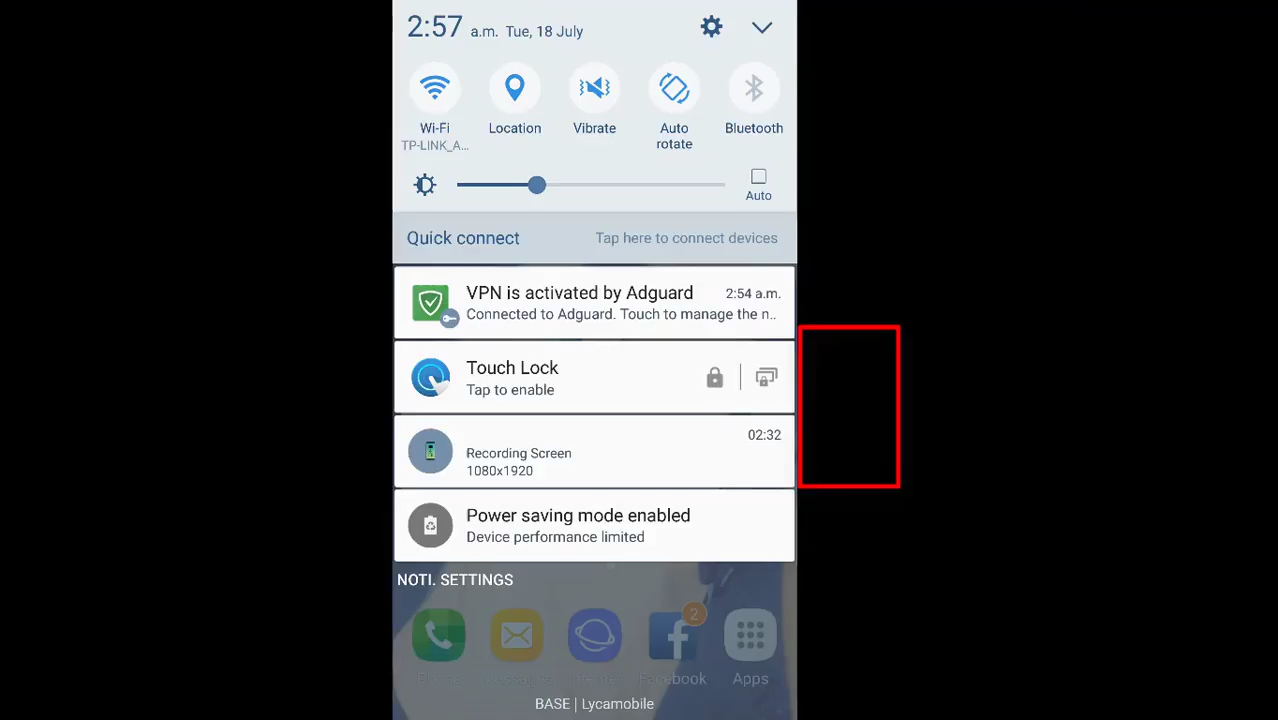 2:57 a.m. Tue, 18 July
Wi-Fi
TP-LINK_A...
Location
Vibrate
Auto
rotate
Bluetooth
Auto
Quick connect Tap here to connect devices
VPN is activated by Adguard 2:54 a.m.
Connected to Adguard. Touch to manage the n..
Touch Lock
Tap to enable
02:32
Recording Screen
1080x1920
Power saving mode enabled
Device performance limited
NOTI. SETTINGS
2
Facebook Apps
BASE | Lycamobile